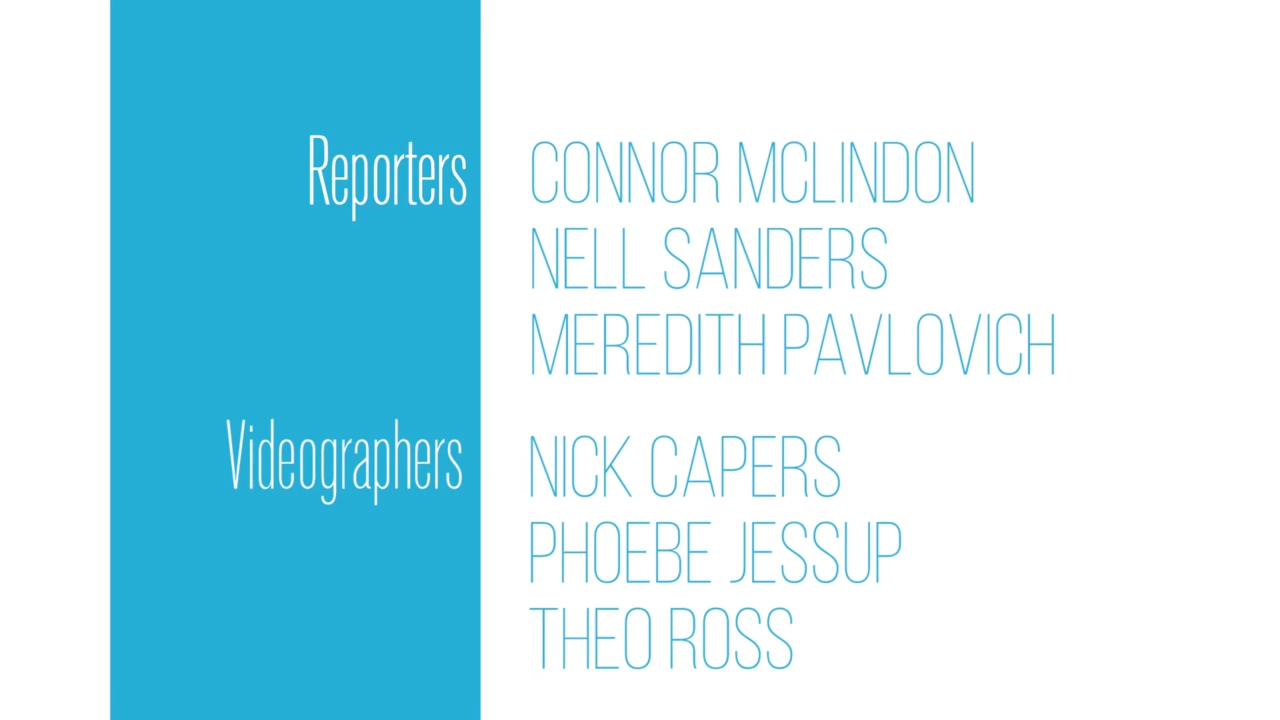 Reporters CONNOR MCLINDON
NELL SANDERS
MEREDITH PAVLOVICH
Videographers NICK CAPERS
PHOEBE JESSUP
THEO ROSS